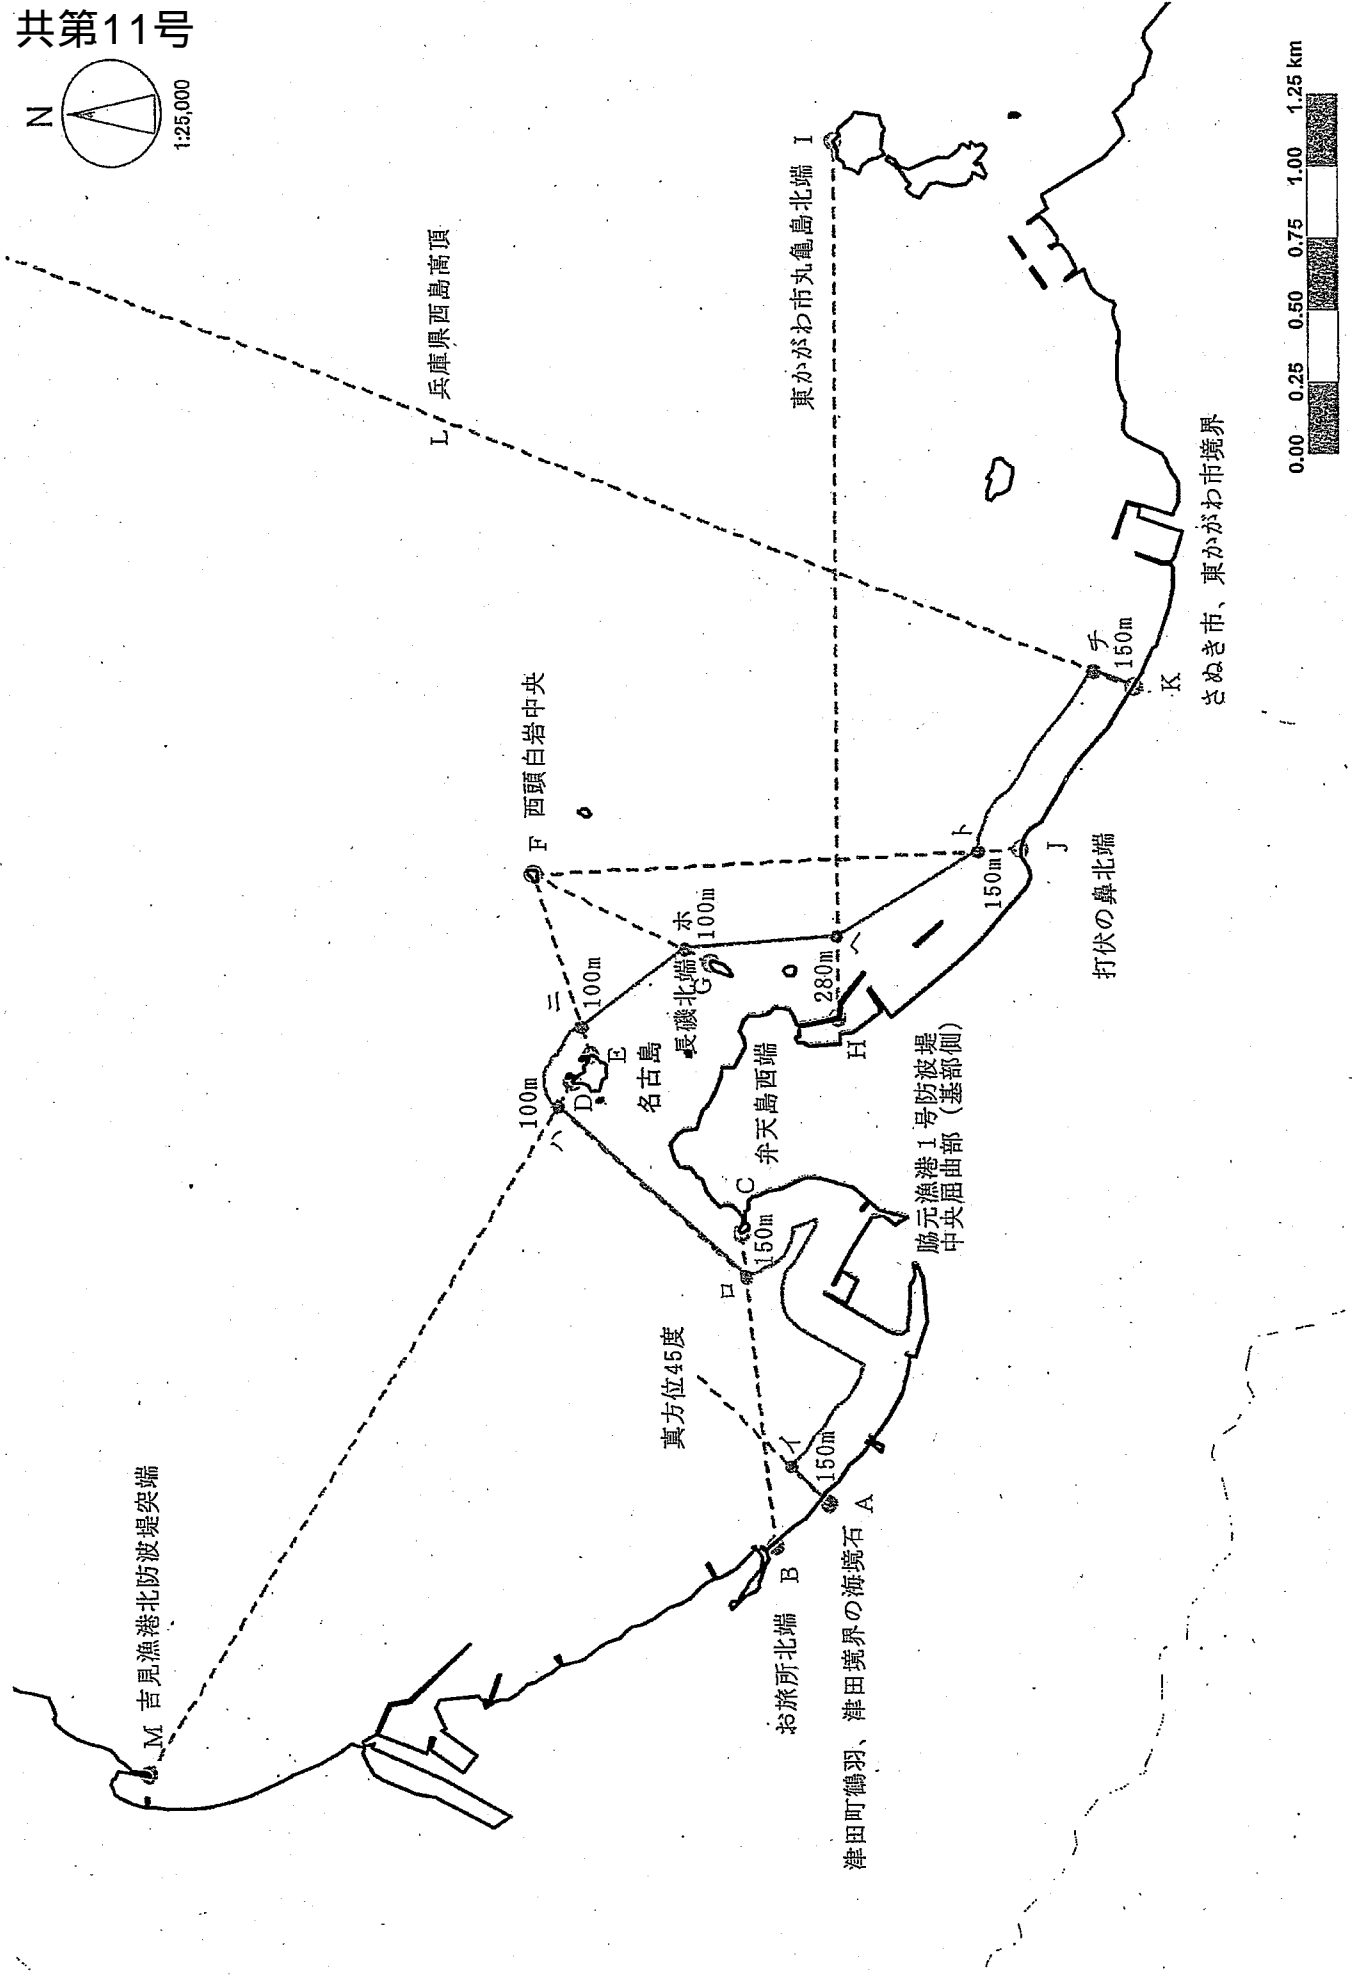 共第11号
N
1:25,000
M 吉見漁港北防波堤突端
L 兵庫県西島高頂
F 西頭白岩中央
東かがわ市丸亀島北端 I
ハ
100m
D
ニ
100m
E
名古島
長磯北端
G
ホ
100m
真方位45度
ロ
150m
C
弁天島西端
280m
ヘ
H
脇元漁港1号防波堤
中央屈曲部(基部側)
イ
150m
A
津田町鶴羽、津田境界の海境石
お旅所北端
B
ト
150m
J
打伏の鼻北端
チ
150m
K
さぬき市、東かがわ市境界
0.00 0.25 0.50 0.75 1.00 1.25 km